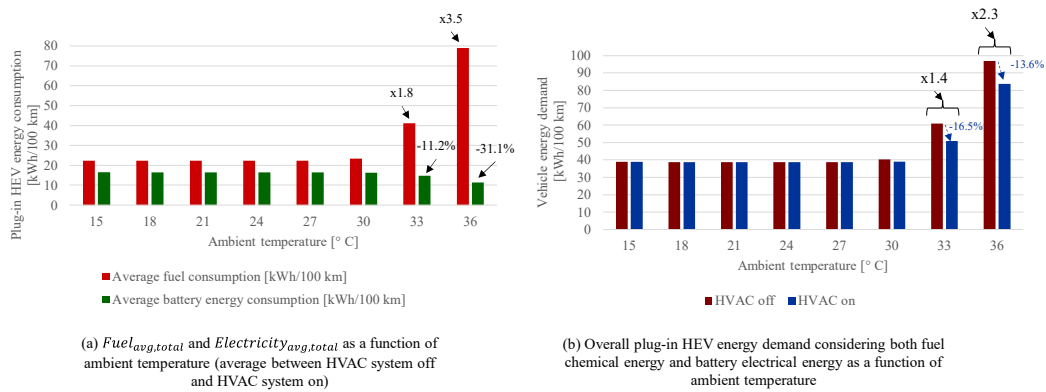 x3.5
x1.8
-11.2%
-31.1%
Plug-in HEV energy consumption
[kWh/100 km]
80
70
60
50
40
30
20
10
0
15 18 21 24 27 30 33 36
Ambient temperature [° C]
Average fuel consumption [kWh/100 km]
Average battery energy consumption [kWh/100 km]
(a) Fuel_avg,total and Electricity_avg,total as a function of
ambient temperature (average between HVAC system off
and HVAC system on)
x2.3
-13.6%
x1.4
-16.5%
Vehicle energy demand
[kWh/100 km]
100
90
80
70
60
50
40
30
20
10
0
15 18 21 24 27 30 33 36
Ambient temperature [° C]
HVAC off HVAC on
(b) Overall plug-in HEV energy demand considering both fuel
chemical energy and battery electrical energy as a function of
ambient temperature